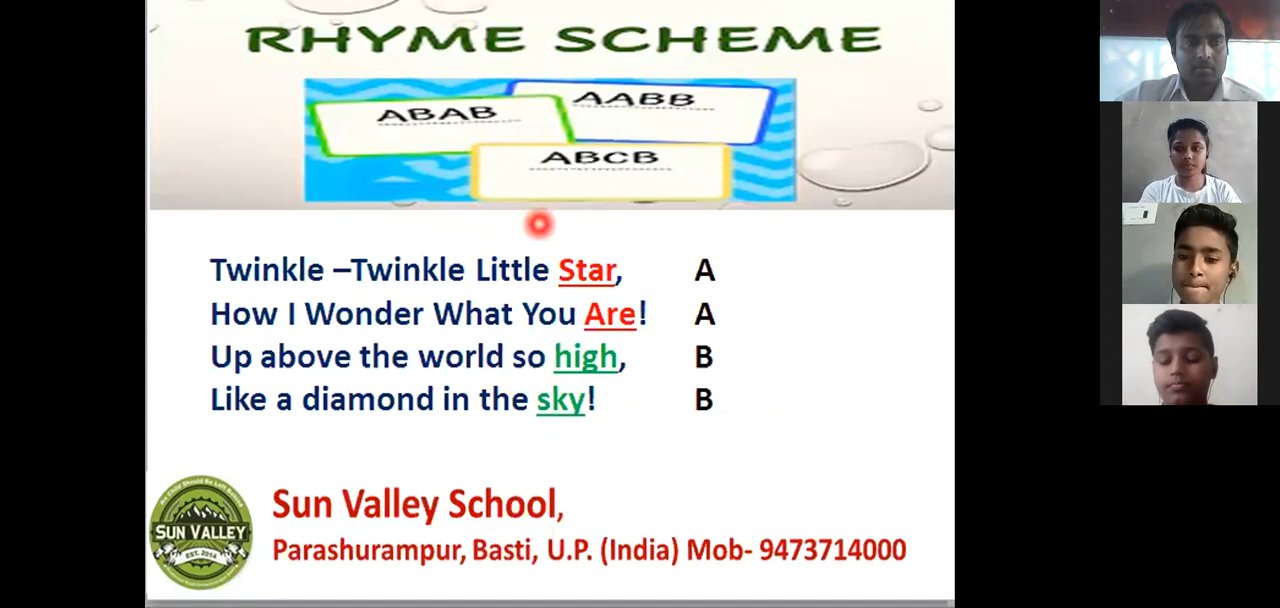 RHYME SCHEME
ABAB
AABB
ABCB
Twinkle –Twinkle Little Star, A
How I Wonder What You Are! A
Up above the world so high, B
Like a diamond in the sky! B
SUN VALLEY
EST. 2014
Sun Valley School,
Parashurampur, Basti, U.P. (India) Mob- 9473714000